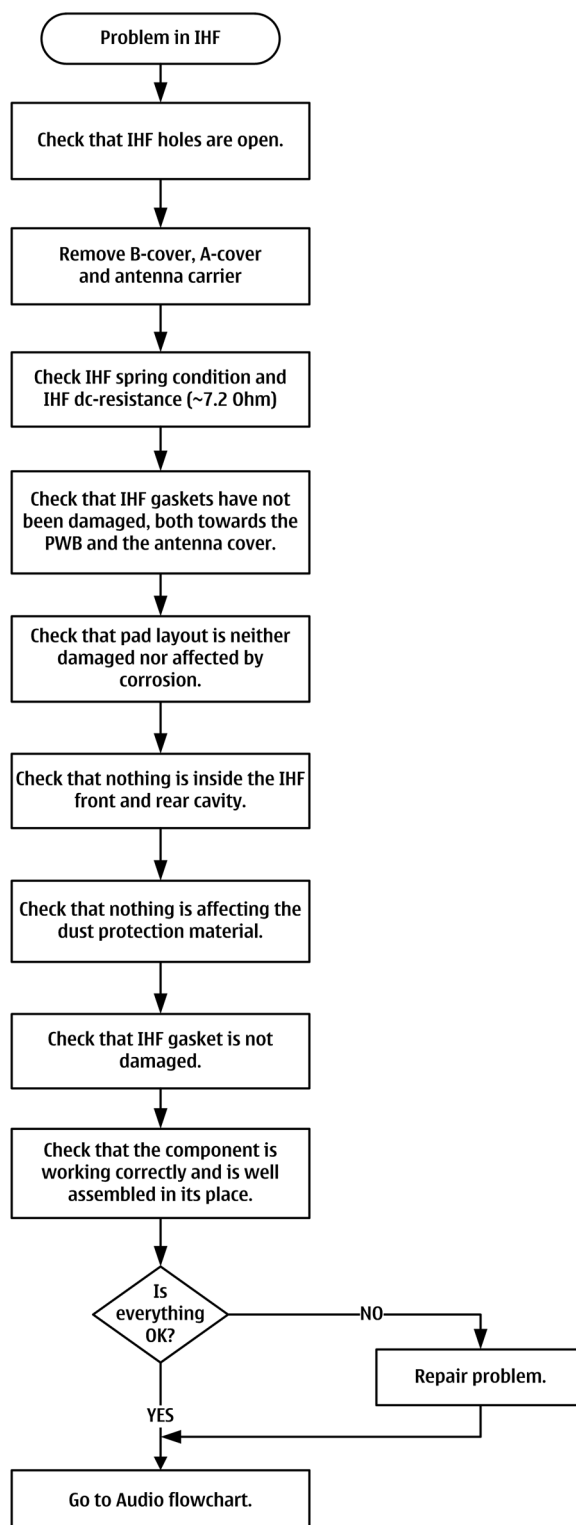 Problem in IHF
Check that IHF holes are open.
Remove B-cover, A-cover
and antenna carrier
Check IHF spring condition and
IHF dc-resistance (~7.2 Ohm)
Check that IHF gaskets have not
been damaged, both towards the
PWB and the antenna cover.
Check that pad layout is neither
damaged nor affected by
corrosion.
Check that nothing is inside the IHF
front and rear cavity.
Check that nothing is affecting the
dust protection material.
Check that IHF gasket is not
damaged.
Check that the component is
working correctly and is well
assembled in its place.
Is
everything
OK?
NO
Repair problem.
YES
Go to Audio flowchart.